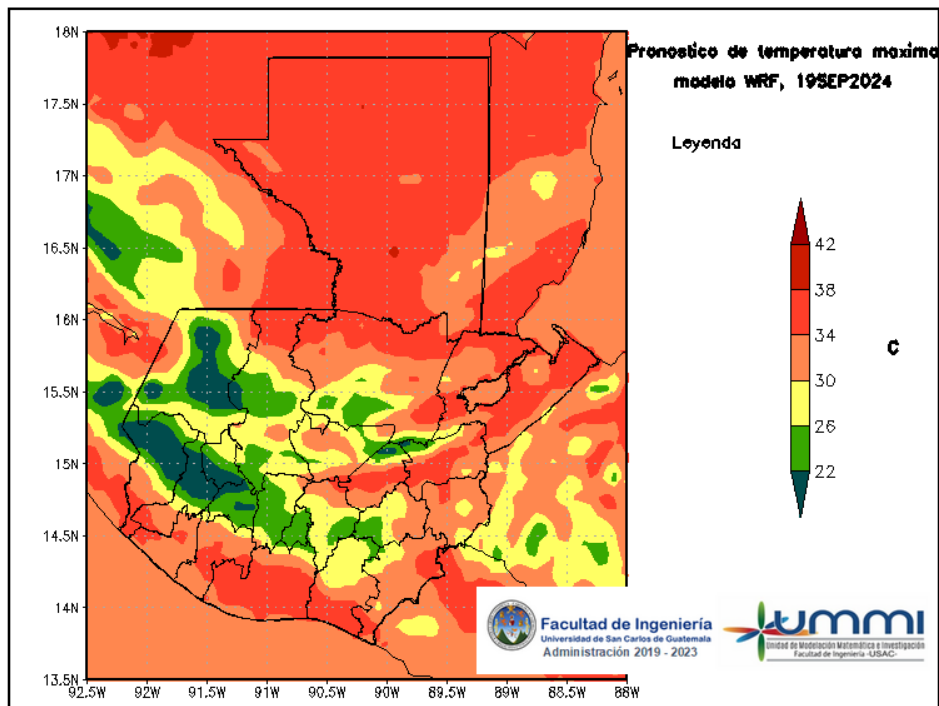 Pronostico de temperatura maxima
modelo WRF, 19SEP2024
Leyenda
18N
17.5N
17N
16.5N
16N
15.5N
15N
14.5N
14N
13.5N
92.5W 92W 91.5W 91W 90.5W 90W 89.5W 89W 88.5W 88W
42
38
34
30
26
22
C
Facultad de Ingeniería
Universidad de San Carlos de Guatemala
Administración 2019 - 2023
UMMI
Unidad de Modelación Matemática e Investigación
Facultad de Ingeniería -USAC-